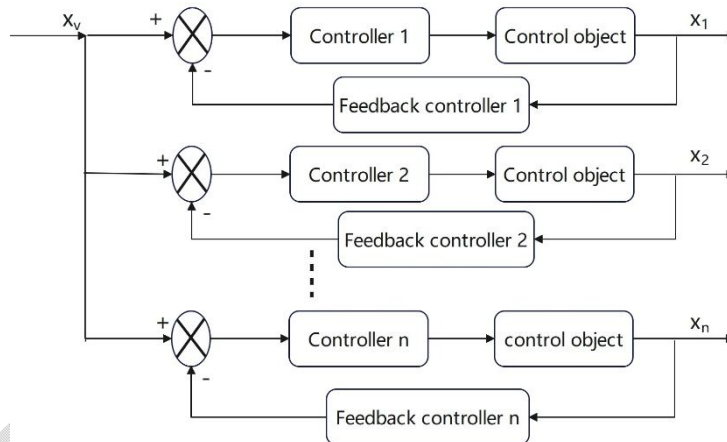 xv
+
Controller 1
Control object
x1
-
Feedback controller 1
+
Controller 2
Control object
x2
-
Feedback controller 2
+
Controller n
control object
xn
-
Feedback controller n